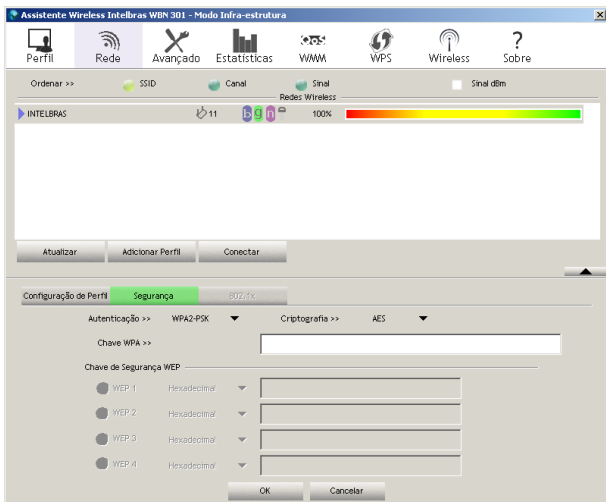 Assistente Wireless Intelbras WBN 301 - Modo Infra-estrutura
Perfil Rede Avançado Estatísticas QoS WMM WPS Wireless Sobre
Ordenar >> SSID Canal Sinal Sinal dBm
Redes Wireless
INTELBRAS 11 b g n 100%
Atualizar Adicionar Perfil Conectar
Configuração de Perfil Segurança 802.1x
Autenticação >> WPA2-PSK Criptografia >> AES
Chave WPA >>
Chave de Segurança WEP
WEP 1 Hexadecimal
WEP 2 Hexadecimal
WEP 3 Hexadecimal
WEP 4 Hexadecimal
OK Cancelar